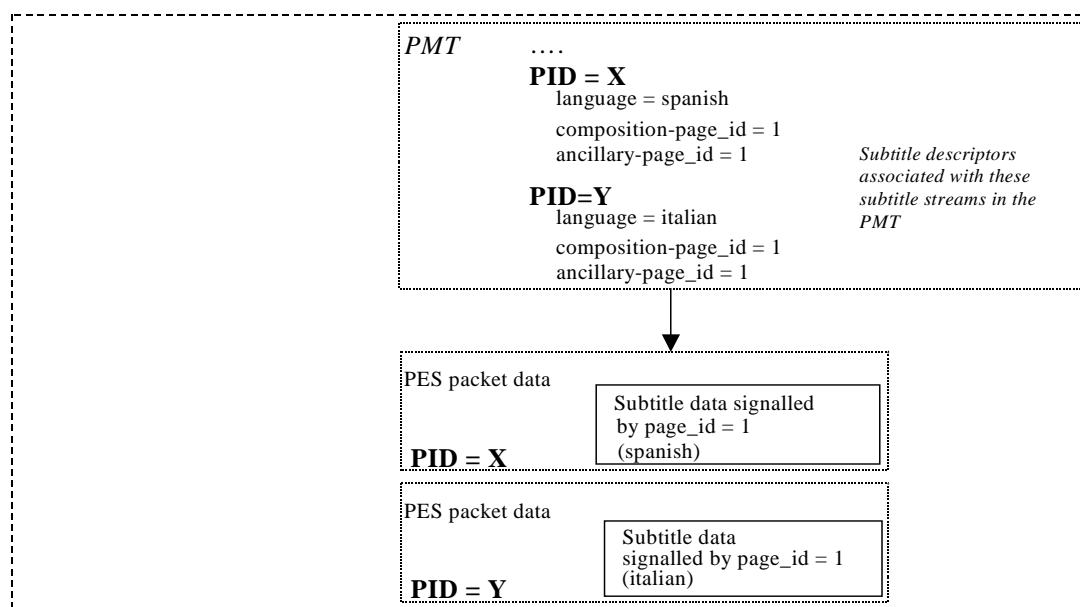 PMT ....
PID = X
language = spanish
composition-page_id = 1
ancillary-page_id = 1
PID=Y
language = italian
composition-page_id = 1
ancillary-page_id = 1
Subtitle descriptors
associated with these
subtitle streams in the
PMT
PES packet data
PID = X
Subtitle data signalled
by page_id = 1
(spanish)
PES packet data
PID = Y
Subtitle data
signalled by page_id = 1
(italian)